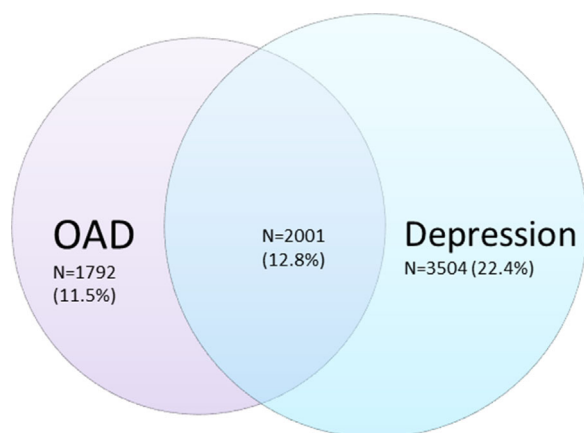 OAD
N=1792
(11.5%)
N=2001
(12.8%)
Depression
N=3504 (22.4%)